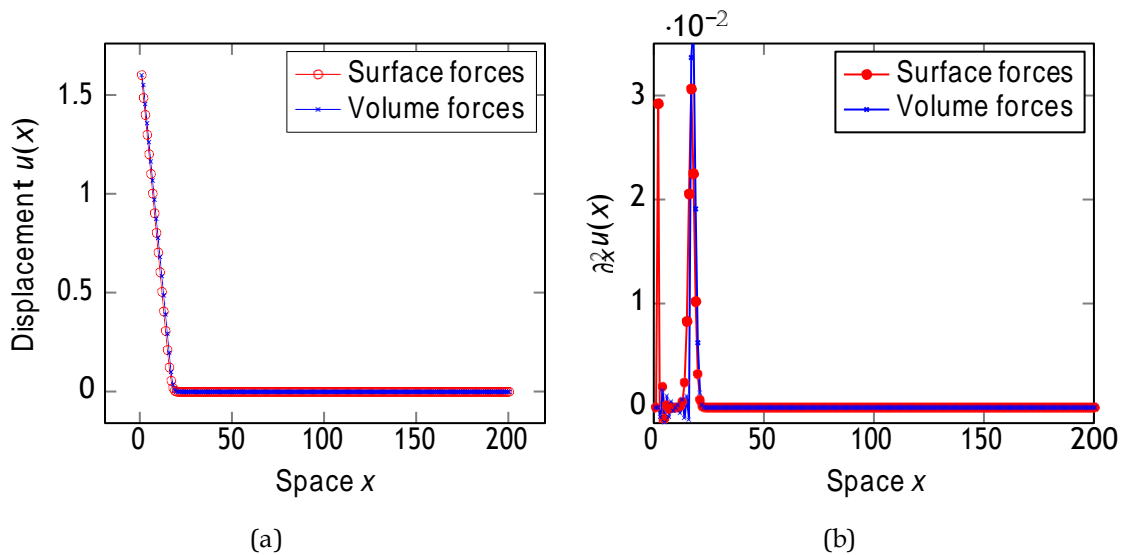 Surface forces
Volume forces
Displacement u(x)
1.5
1
0.5
0
0 50 100 150 200
Space x
(a)
·10⁻²
Surface forces
Volume forces
∂²ₓu(x)
3
2
1
0
0 50 100 150 200
Space x
(b)